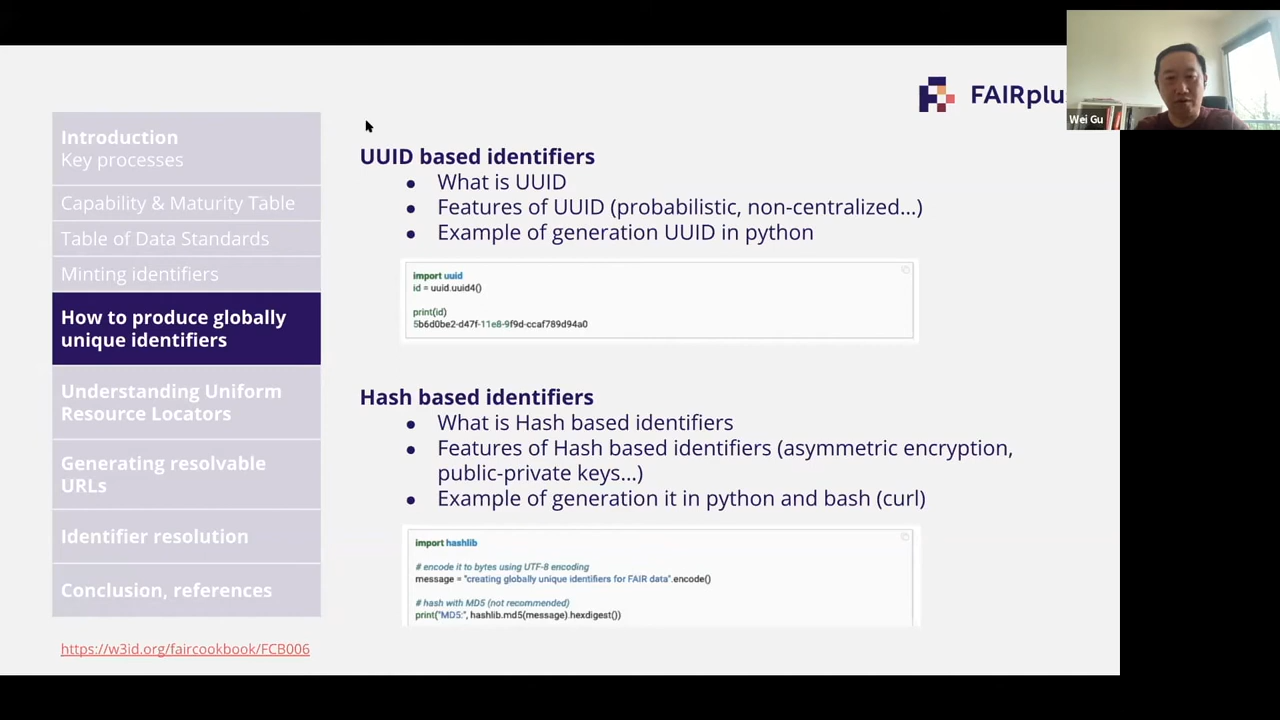 FAIRplu
Wei Gu
Introduction
Key processes
Capability & Maturity Table
Table of Data Standards
Minting identifiers
How to produce globally
unique identifiers
Understanding Uniform
Resource Locators
Generating resolvable
URLs
Identifier resolution
Conclusion, references
https://w3id.org/faircookbook/FCB006
UUID based identifiers
● What is UUID
● Features of UUID (probabilistic, non-centralized...)
● Example of generation UUID in python
import uuid
id = uuid.uuid4()
print(id)
5b6d0be2-d47f-11e8-9f9d-ccaf789d94a0
Hash based identifiers
● What is Hash based identifiers
● Features of Hash based identifiers (asymmetric encryption,
public-private keys...)
● Example of generation it in python and bash (curl)
import hashlib
# encode it to bytes using UTF-8 encoding
message = "creating globally unique identifiers for FAIR data".encode()
# hash with MD5 (not recommended)
print("MD5:", hashlib.md5(message).hexdigest())